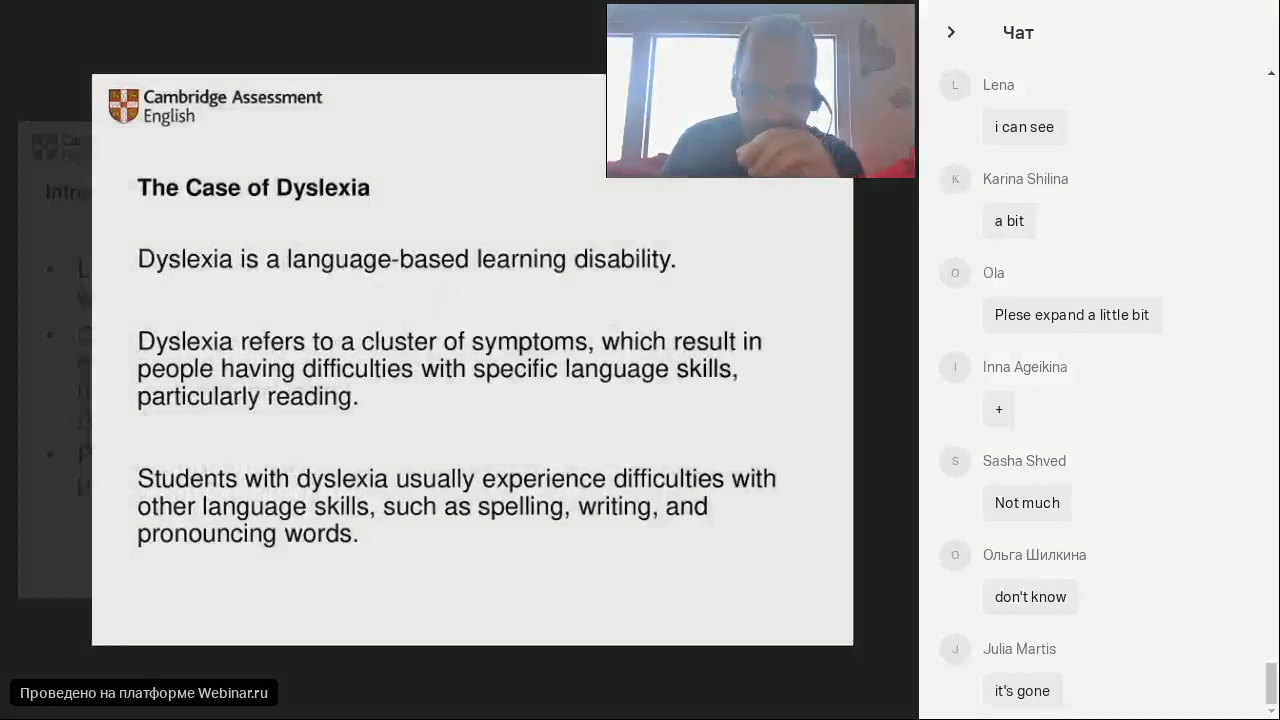 Cambridge Assessment
English
The Case of Dyslexia
Dyslexia is a language-based learning disability.
Dyslexia refers to a cluster of symptoms, which result in
people having difficulties with specific language skills,
particularly reading.
Students with dyslexia usually experience difficulties with
other language skills, such as spelling, writing, and
pronouncing words.
Проведено на платформе Webinar.ru
Чат
L
Lena
i can see
K
Karina Shilina
a bit
O
Ola
Plese expand a little bit
I
Inna Ageikina
+
S
Sasha Shved
Not much
О
Ольга Шилкина
don't know
J
Julia Martis
it's gone